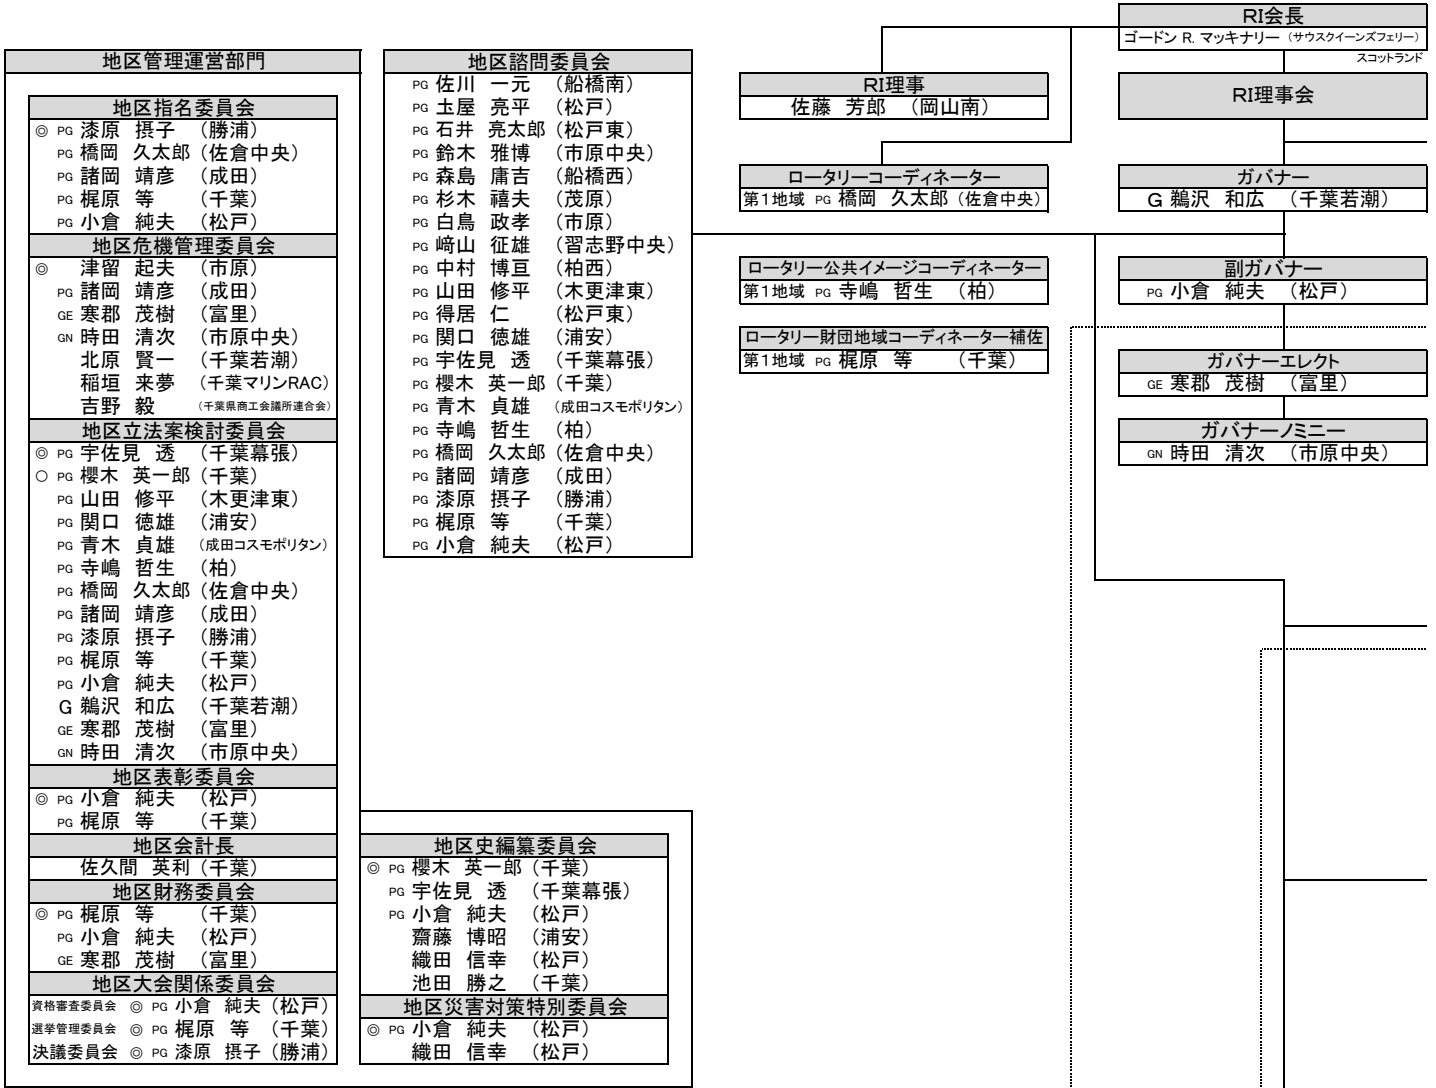 地区管理運営部門
地区指名委員会
◎ PG 漆原 摂子 (勝浦)
PG 橋岡 久太郎 (佐倉中央)
PG 諸岡 靖彦 (成田)
PG 梶原 等 (千葉)
PG 小倉 純夫 (松戸)
地区危機管理委員会
◎ 津留 起夫 (市原)
PG 諸岡 靖彦 (成田)
GE 寒郡 茂樹 (富里)
GN 時田 清次 (市原中央)
北原 賢一 (千葉若潮)
稲垣 来夢 (千葉マリンRAC)
吉野 毅 (千葉県商工会議所連合会)
地区立法案検討委員会
◎ PG 宇佐見 透 (千葉幕張)
○ PG 櫻木 英一郎 (千葉)
PG 山田 修平 (木更津東)
PG 関口 徳雄 (浦安)
PG 青木 貞雄 (成田コスモポリタン)
PG 寺嶋 哲生 (柏)
PG 橋岡 久太郎 (佐倉中央)
PG 諸岡 靖彦 (成田)
PG 漆原 摂子 (勝浦)
PG 梶原 等 (千葉)
PG 小倉 純夫 (松戸)
G 鵜沢 和広 (千葉若潮)
GE 寒郡 茂樹 (富里)
GN 時田 清次 (市原中央)
地区表彰委員会
◎ PG 小倉 純夫 (松戸)
PG 梶原 等 (千葉)
地区会計長
佐久間 英利 (千葉)
地区財務委員会
◎ PG 梶原 等 (千葉)
PG 小倉 純夫 (松戸)
GE 寒郡 茂樹 (富里)
地区大会関係委員会
資格審査委員会 ◎ PG 小倉 純夫 (松戸)
選挙管理委員会 ◎ PG 梶原 等 (千葉)
決議委員会 ◎ PG 漆原 摂子 (勝浦)
地区諮問委員会
PG 佐川 一元 (船橋南)
PG 土屋 亮平 (松戸)
PG 石井 亮太郎 (松戸東)
PG 鈴木 雅博 (市原中央)
PG 森島 庸吉 (船橋西)
PG 杉木 禧夫 (茂原)
PG 白鳥 政孝 (市原)
PG 﨑山 征雄 (習志野中央)
PG 中村 博亘 (柏西)
PG 山田 修平 (木更津東)
PG 得居 仁 (松戸東)
PG 関口 徳雄 (浦安)
PG 宇佐見 透 (千葉幕張)
PG 櫻木 英一郎 (千葉)
PG 青木 貞雄 (成田コスモポリタン)
PG 寺嶋 哲生 (柏)
PG 橋岡 久太郎 (佐倉中央)
PG 諸岡 靖彦 (成田)
PG 漆原 摂子 (勝浦)
PG 梶原 等 (千葉)
PG 小倉 純夫 (松戸)
地区史編纂委員会
◎ PG 櫻木 英一郎 (千葉)
PG 宇佐見 透 (千葉幕張)
PG 小倉 純夫 (松戸)
齋藤 博昭 (浦安)
織田 信幸 (松戸)
池田 勝之 (千葉)
地区災害対策特別委員会
◎ PG 小倉 純夫 (松戸)
織田 信幸 (松戸)
RI理事
佐藤 芳郎 (岡山南)
ロータリーコーディネーター
第1地域 PG 橋岡 久太郎 (佐倉中央)
ロータリー公共イメージコーディネーター
第1地域 PG 寺嶋 哲生 (柏)
ロータリー財団地域コーディネーター補佐
第1地域 PG 梶原 等 (千葉)
RI会長
ゴードン R. マッキナリー (サウスクイーンズフェリー)
スコットランド
RI理事会
ガバナー
G 鵜沢 和広 (千葉若潮)
副ガバナー
PG 小倉 純夫 (松戸)
ガバナーエレクト
GE 寒郡 茂樹 (富里)
ガバナーノミニー
GN 時田 清次 (市原中央)